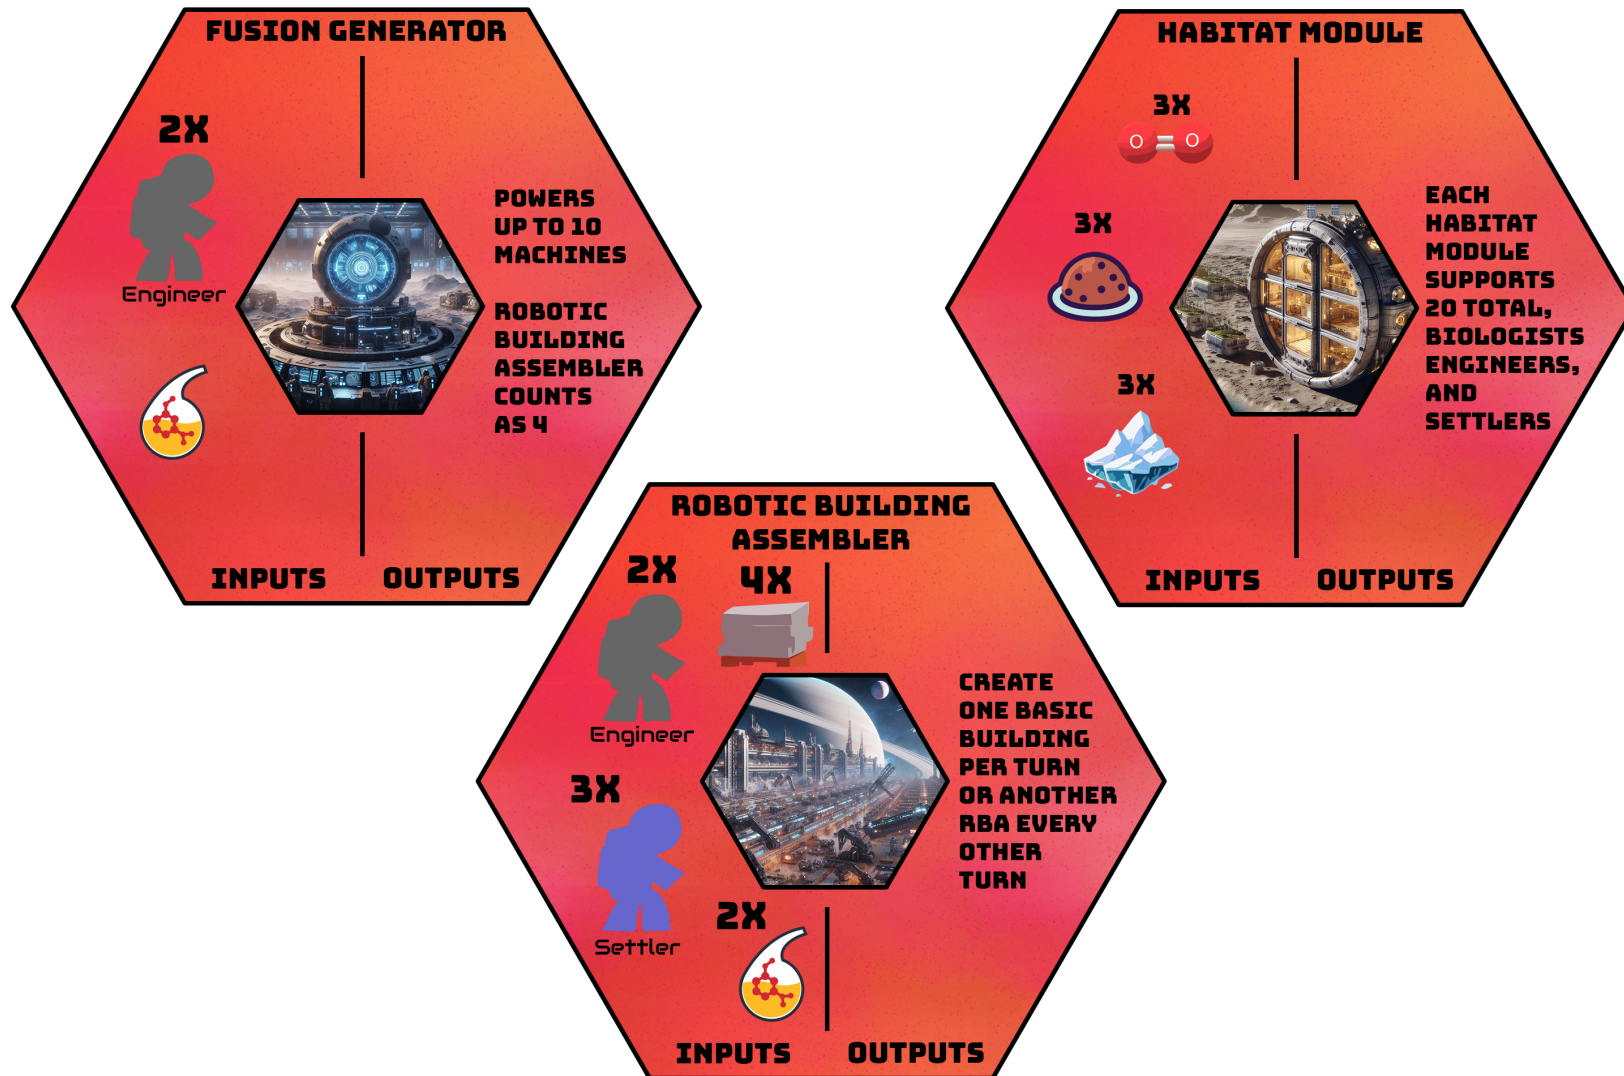 FUSION GENERATOR
2X
Engineer
POWERS
UP TO 10
MACHINES
ROBOTIC
BUILDING
ASSEMBLER
COUNTS
AS 4
INPUTS
OUTPUTS
HABITAT MODULE
3X
O
O
3X
3X
EACH
HABITAT
MODULE
SUPPORTS
20 TOTAL,
BIOLOGISTS
ENGINEERS,
AND
SETTLERS
INPUTS
OUTPUTS
ROBOTIC BUILDING
ASSEMBLER
2X
4X
Engineer
3X
Settler
2X
CREATE
ONE BASIC
BUILDING
PER TURN
OR ANOTHER
RBA EVERY
OTHER
TURN
INPUTS
OUTPUTS